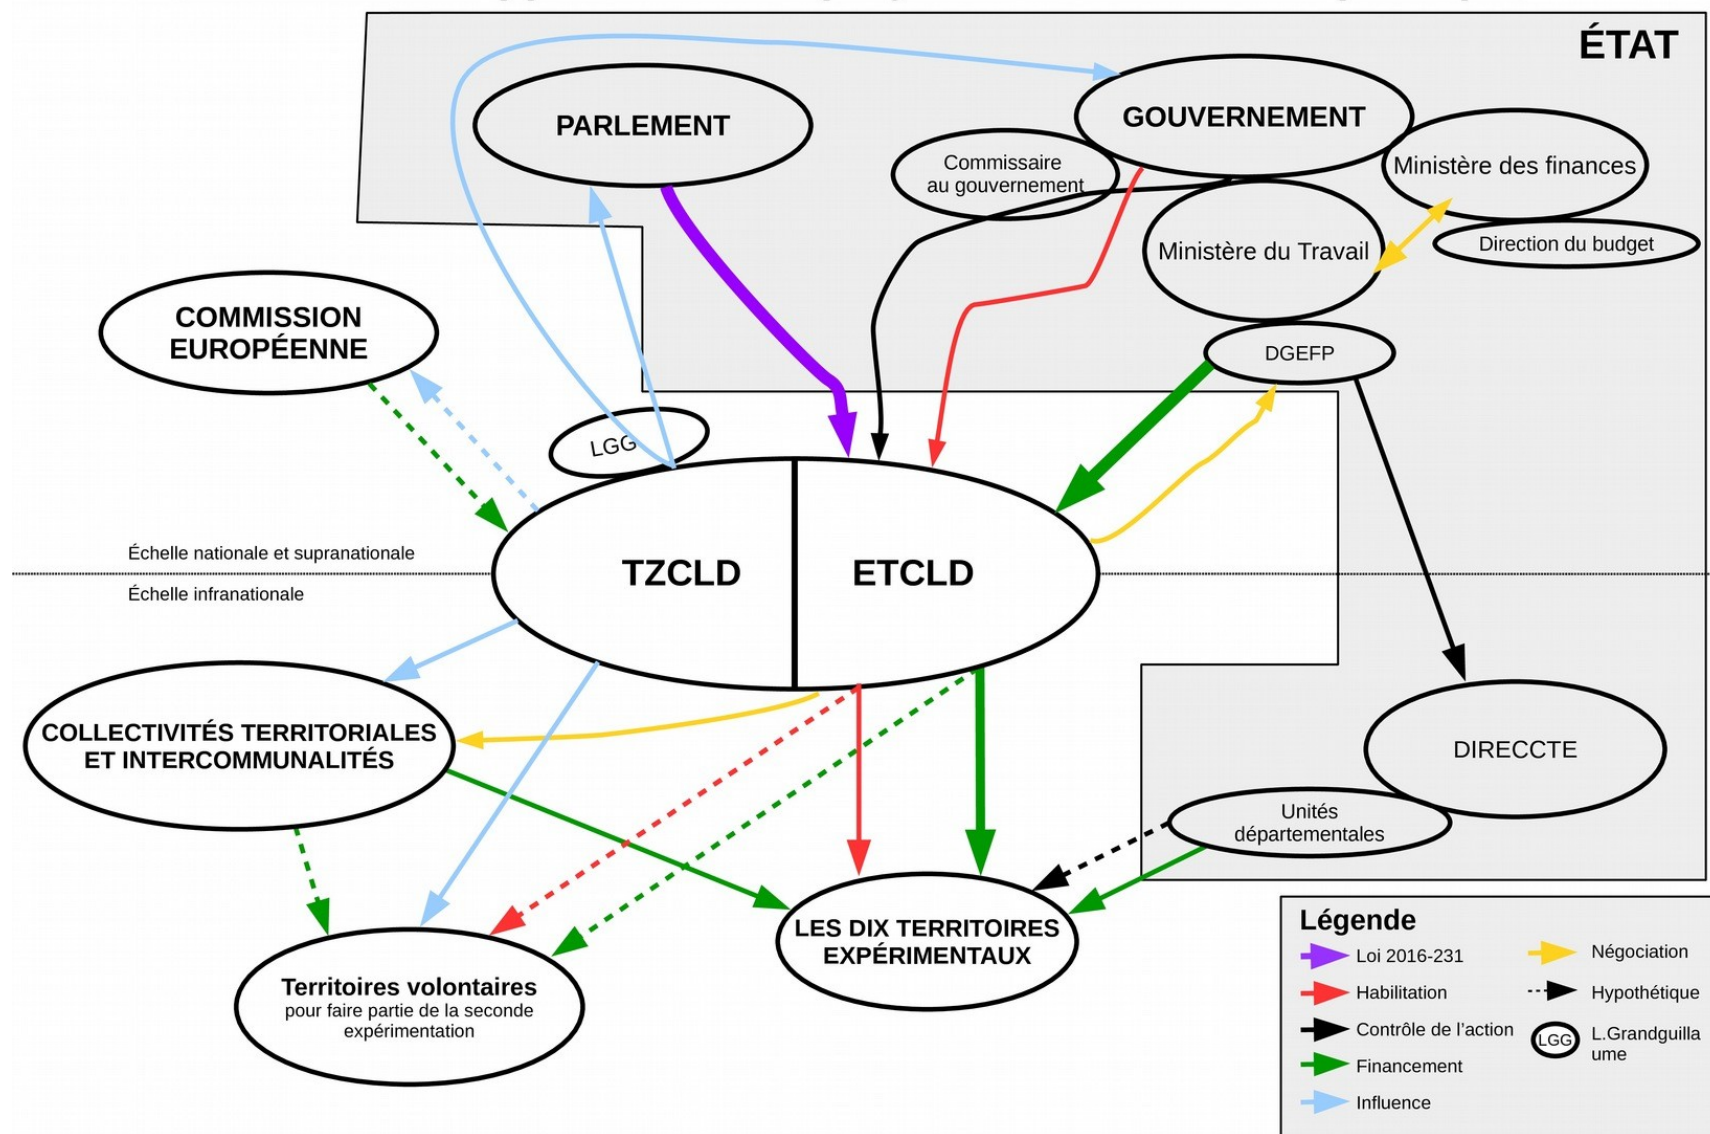 ÉTAT
PARLEMENT
GOUVERNEMENT
Commissaire
au gouvernement
Ministère des finances
Direction du budget
Ministère du Travail
COMMISSION
EUROPÉENNE
DGEFP
LGG
Échelle nationale et supranationale
TZCLD
ETCLD
Échelle infranationale
COLLECTIVITÉS TERRITORIALES
ET INTERCOMMUNALITÉS
DIRECCTE
Unités
départementales
LES DIX TERRITOIRES
EXPÉRIMENTAUX
Territoires volontaires
pour faire partie de la seconde
expérimentation
Légende
Loi 2016-231
Habilitation
Contrôle de l'action
Financement
Influence
Négociation
Hypothétique
LGG
L.Grandguilla
ume